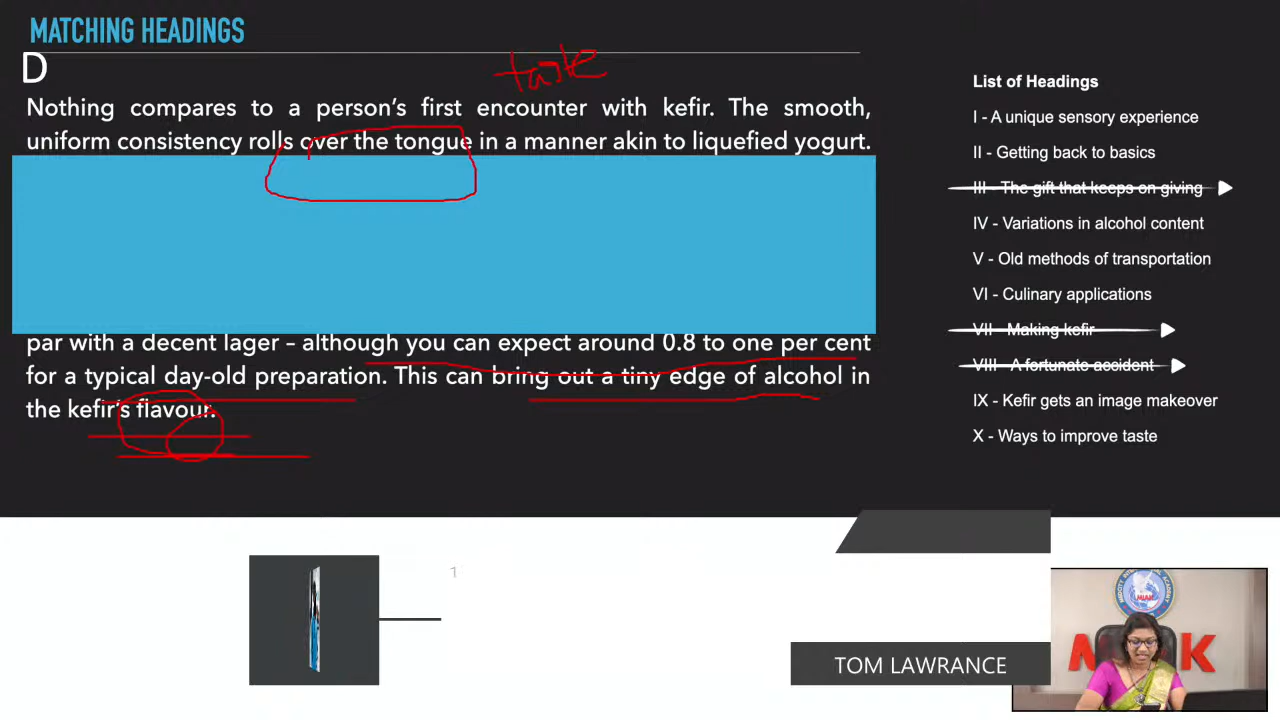 MATCHING HEADINGS
D
taste
Nothing compares to a person's first encounter with kefir. The smooth,
uniform consistency rolls over the tongue in a manner akin to liquefied yogurt.
par with a decent lager – although you can expect around 0.8 to one per cent
for a typical day-old preparation. This can bring out a tiny edge of alcohol in
the kefir's flavour.
List of Headings
I - A unique sensory experience
II - Getting back to basics
III - The gift that keeps on giving
IV - Variations in alcohol content
V - Old methods of transportation
VI - Culinary applications
VII - Making kefir
VIII - A fortunate accident
IX - Kefir gets an image makeover
X - Ways to improve taste
1
TOM LAWRANCE
MIAK